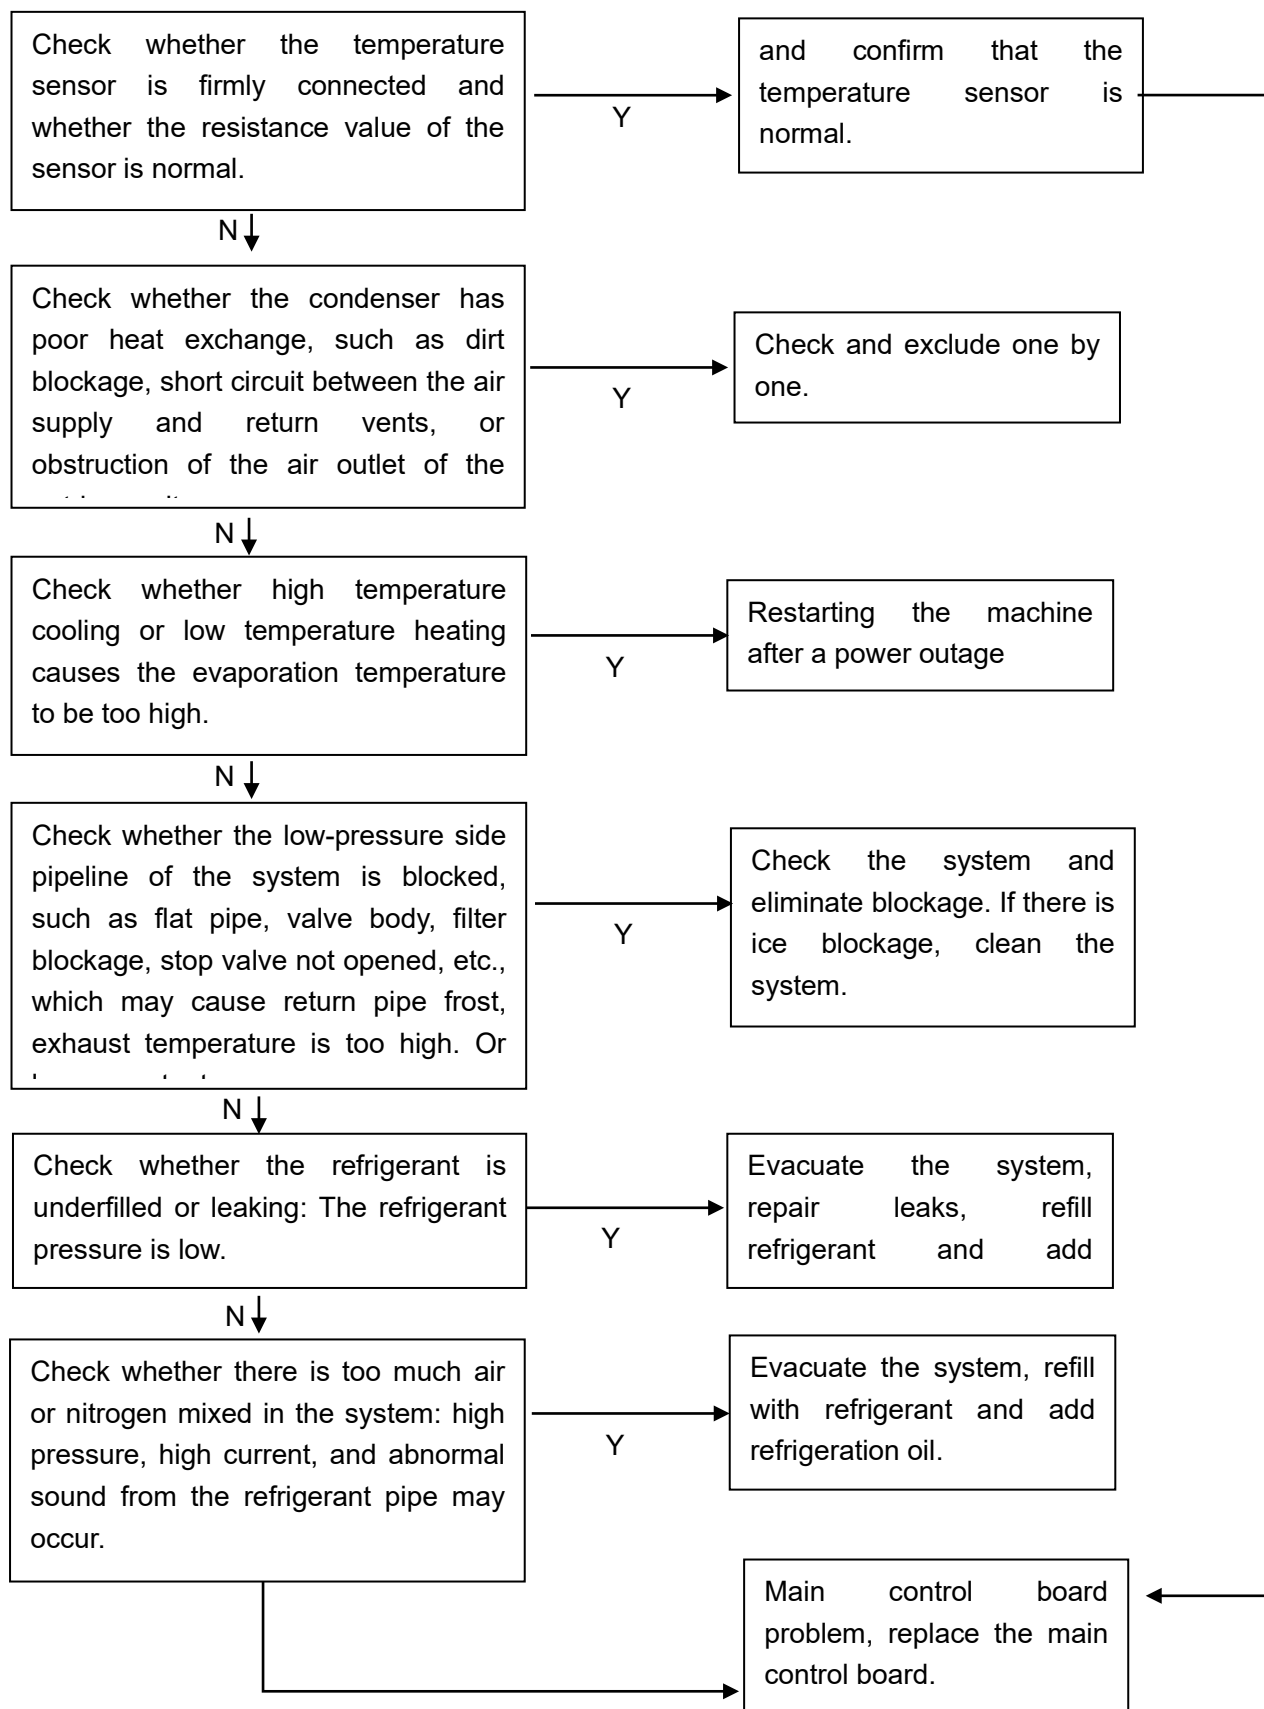 Check whether the temperature
sensor is firmly connected and
whether the resistance value of the
sensor is normal.
Y
and confirm that the
temperature sensor is
normal.
N
Check whether the condenser has
poor heat exchange, such as dirt
blockage, short circuit between the air
supply and return vents, or
obstruction of the air outlet of the
Y
Check and exclude one by
one.
N
Check whether high temperature
cooling or low temperature heating
causes the evaporation temperature
to be too high.
Y
Restarting the machine
after a power outage
N
Check whether the low-pressure side
pipeline of the system is blocked,
such as flat pipe, valve body, filter
blockage, stop valve not opened, etc.,
which may cause return pipe frost,
exhaust temperature is too high. Or
Y
Check the system and
eliminate blockage. If there is
ice blockage, clean the
system.
N
Check whether the refrigerant is
underfilled or leaking: The refrigerant
pressure is low.
Y
Evacuate the system,
repair leaks, refill
refrigerant and add
N
Check whether there is too much air
or nitrogen mixed in the system: high
pressure, high current, and abnormal
sound from the refrigerant pipe may
occur.
Y
Evacuate the system, refill
with refrigerant and add
refrigeration oil.
Main control board
problem, replace the main
control board.